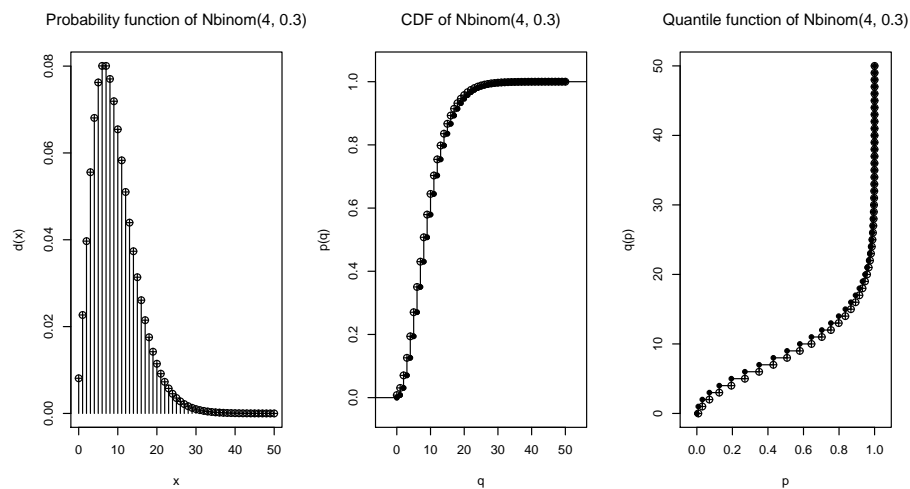 Probability function of Nbinom(4, 0.3)
d(x)
0.08
0.06
0.04
0.02
0.00
0 10 20 30 40 50
x
CDF of Nbinom(4, 0.3)
p(q)
1.0
0.8
0.6
0.4
0.2
0.0
0 10 20 30 40 50
q
Quantile function of Nbinom(4, 0.3)
q(p)
50
40
30
20
10
0
0.0 0.2 0.4 0.6 0.8 1.0
p